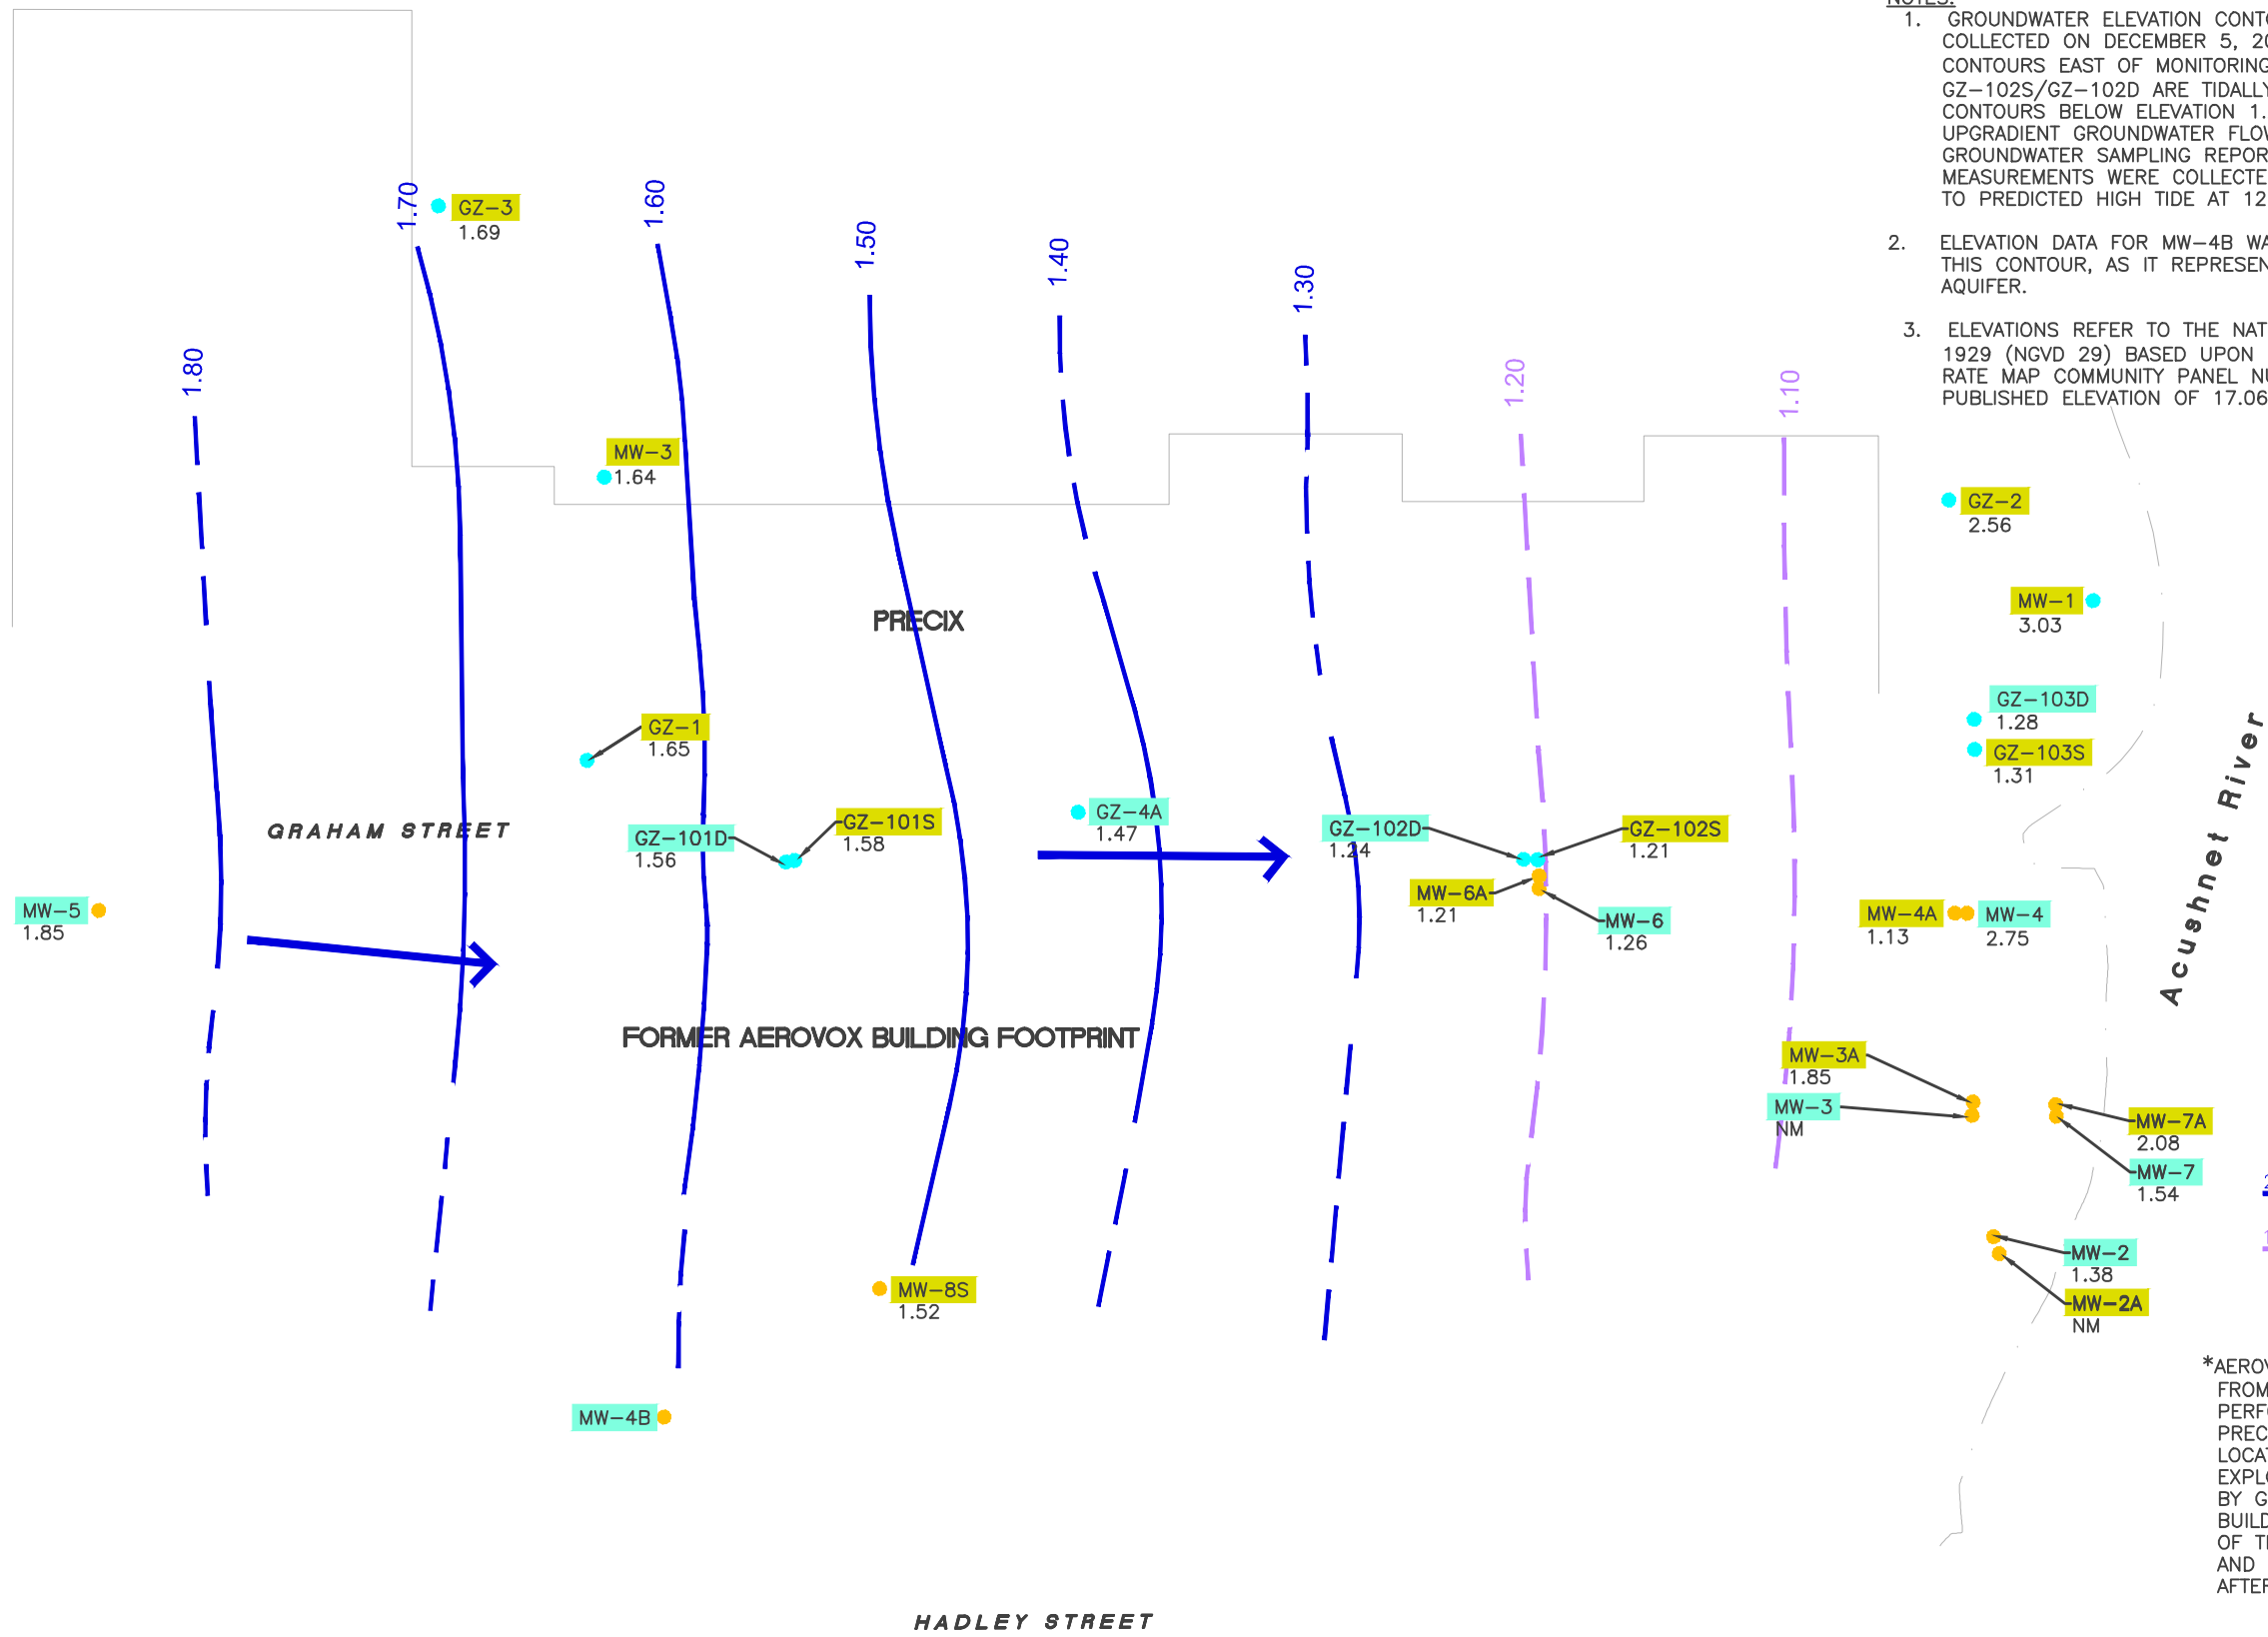 NOTES:
1. GROUNDWATER ELEVATION
COLLECTED ON DECEMBER 5,
CONTOURS EAST OF MONITORING
GZ-102S/GZ-102D ARE TIDALLY
CONTOURS BELOW ELEVATION 1.
UPGRADIENT GROUNDWATER
GROUNDWATER SAMPLING
MEASUREMENTS WERE
TO PREDICTED HIGH TIDE AT 12
2. ELEVATION DATA FOR MW-4B
THIS CONTOUR, AS IT
AQUIFER.
3. ELEVATIONS REFER TO THE
1929 (NGVD 29) BASED UPON
RATE MAP COMMUNITY PANEL
PUBLISHED ELEVATION OF 17.06
1.80
1.70
1.60
1.50
1.40
1.30
1.20
1.10
GZ-3
1.69
MW-3
1.64
GZ-2
2.56
MW-1
3.03
PRECIX
GZ-103D
1.28
GZ-103S
1.31
GZ-1
1.65
Acushnet River
GRAHAM STREET
GZ-101D
1.56
GZ-101S
1.58
GZ-4A
1.47
GZ-102D
1.24
GZ-102S
1.21
MW-6A
1.21
MW-6
1.26
MW-5
1.85
MW-4A
1.13
MW-4
2.75
FORMER AEROVOX BUILDING FOOTPRINT
MW-3A
1.85
MW-3
NM
MW-7A
2.08
MW-7
1.54
MW-2
1.38
MW-2A
NM
MW-8S
1.52
MW-4B
FROM
BY
OF
AND
AFTER
HADLEY STREET